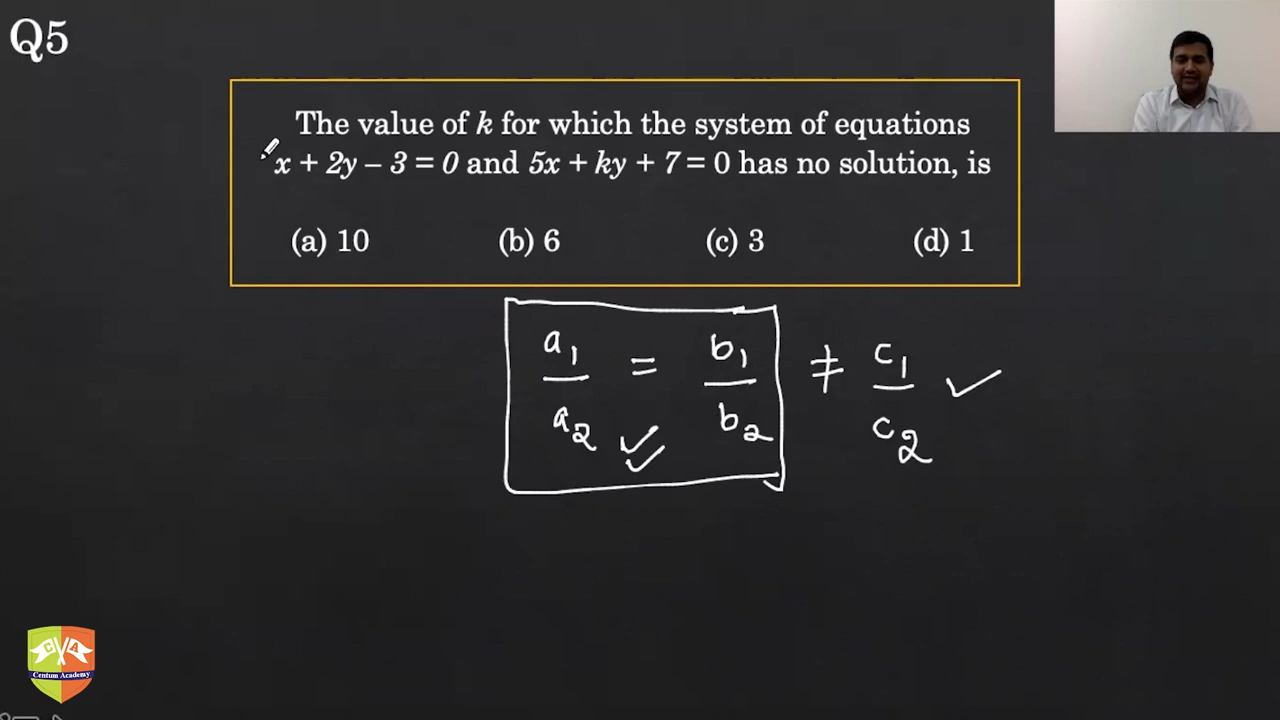 Q5
The value of k for which the system of equations
x + 2y – 3 = 0 and 5x + ky + 7 = 0 has no solution, is
(a) 10 (b) 6 (c) 3 (d) 1
a₁/a₂ = b₁/b₂ ≠ c₁/c₂
C A
Centum Academy